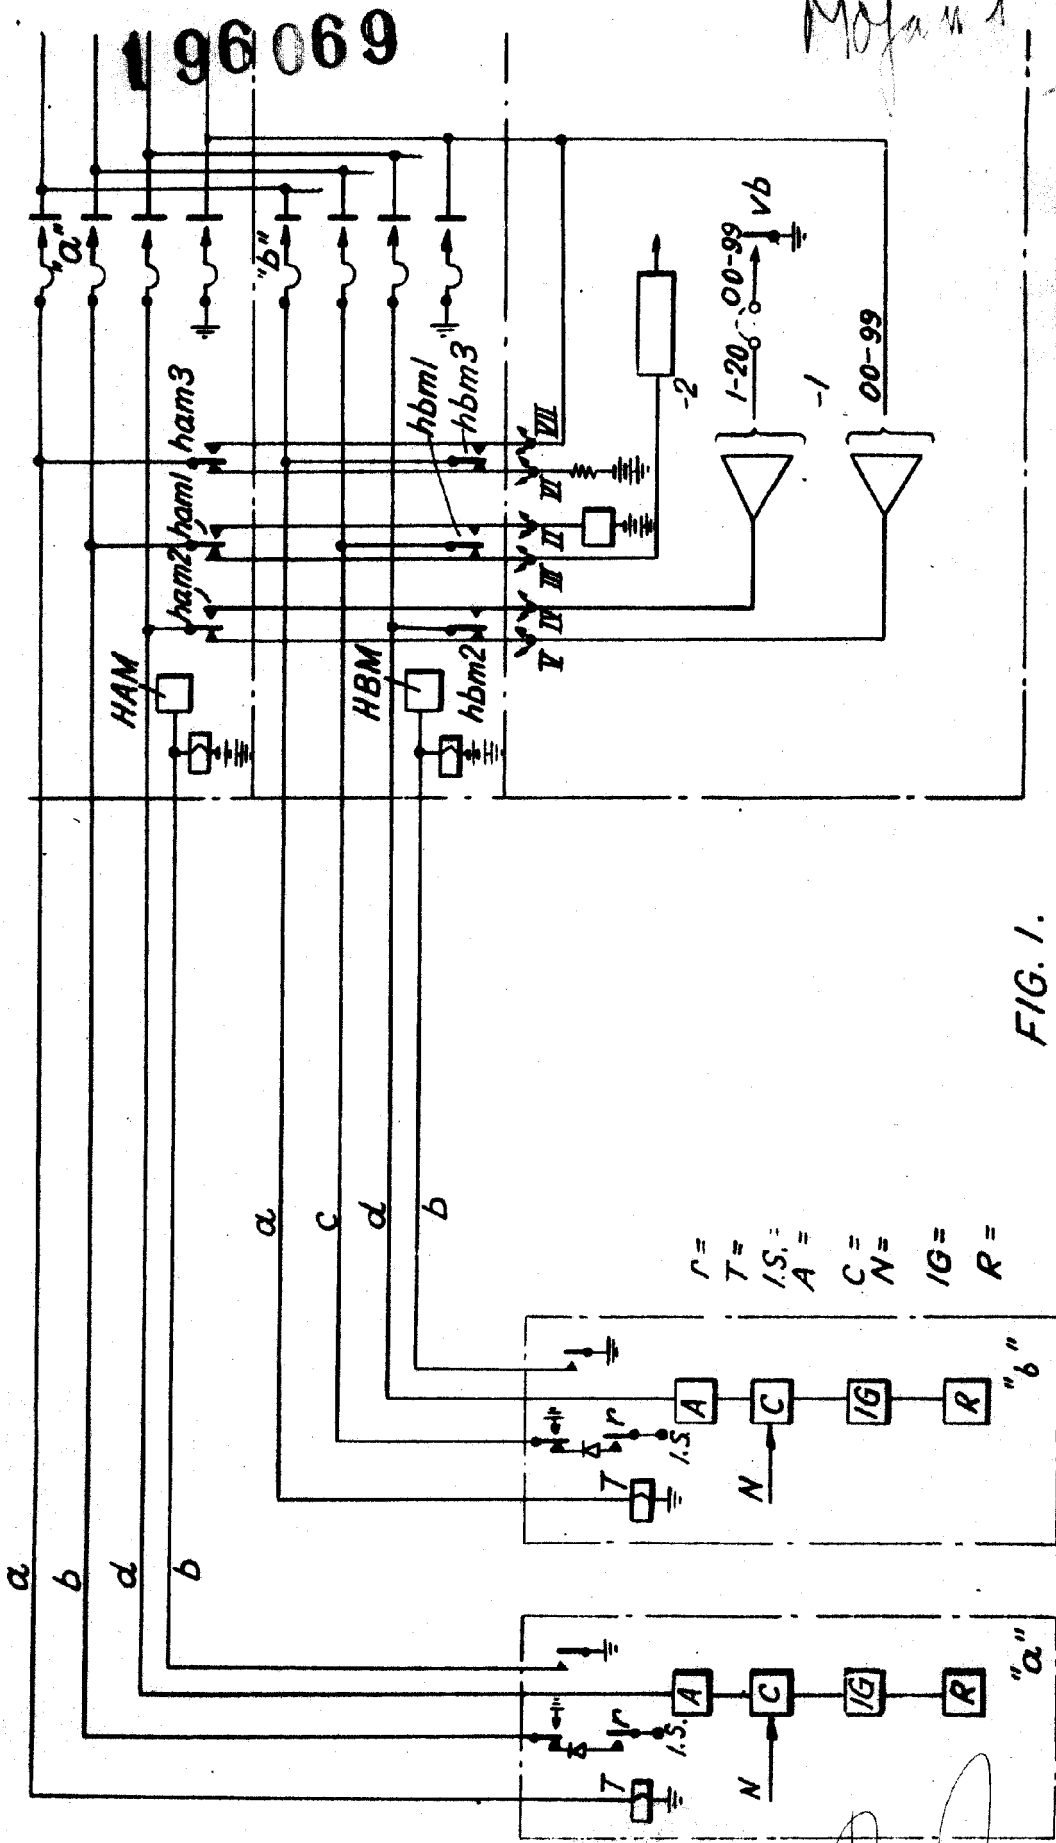 196069
"a"
"b"
ham3
ham1
ham2
hbm1
hbm3
hbm2
HAM
HBM
VII
VI
II
III
IV
V
-2
1-20
00-99
vb
-1
00-99
a
c
d
b
a
b
d
b
r=
T=
I.S.=
A=
C=
N=
IG=
R=
T
r
I.S.
A
C
IG
R
N
"b"
T
r
I.S.
A
C
IG
R
N
"a"
FIG. 1.